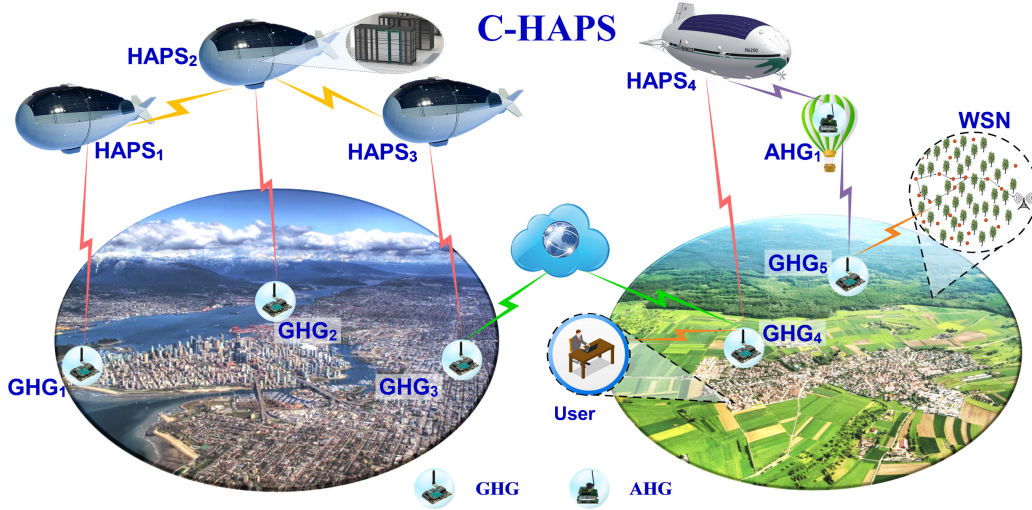 C-HAPS
HAPS₂
HAPS₄
HAPS₁
HAPS₃
AHG₁
WSN
GHG₅
GHG₂
GHG₄
GHG₁
GHG₃
User
GHG
AHG